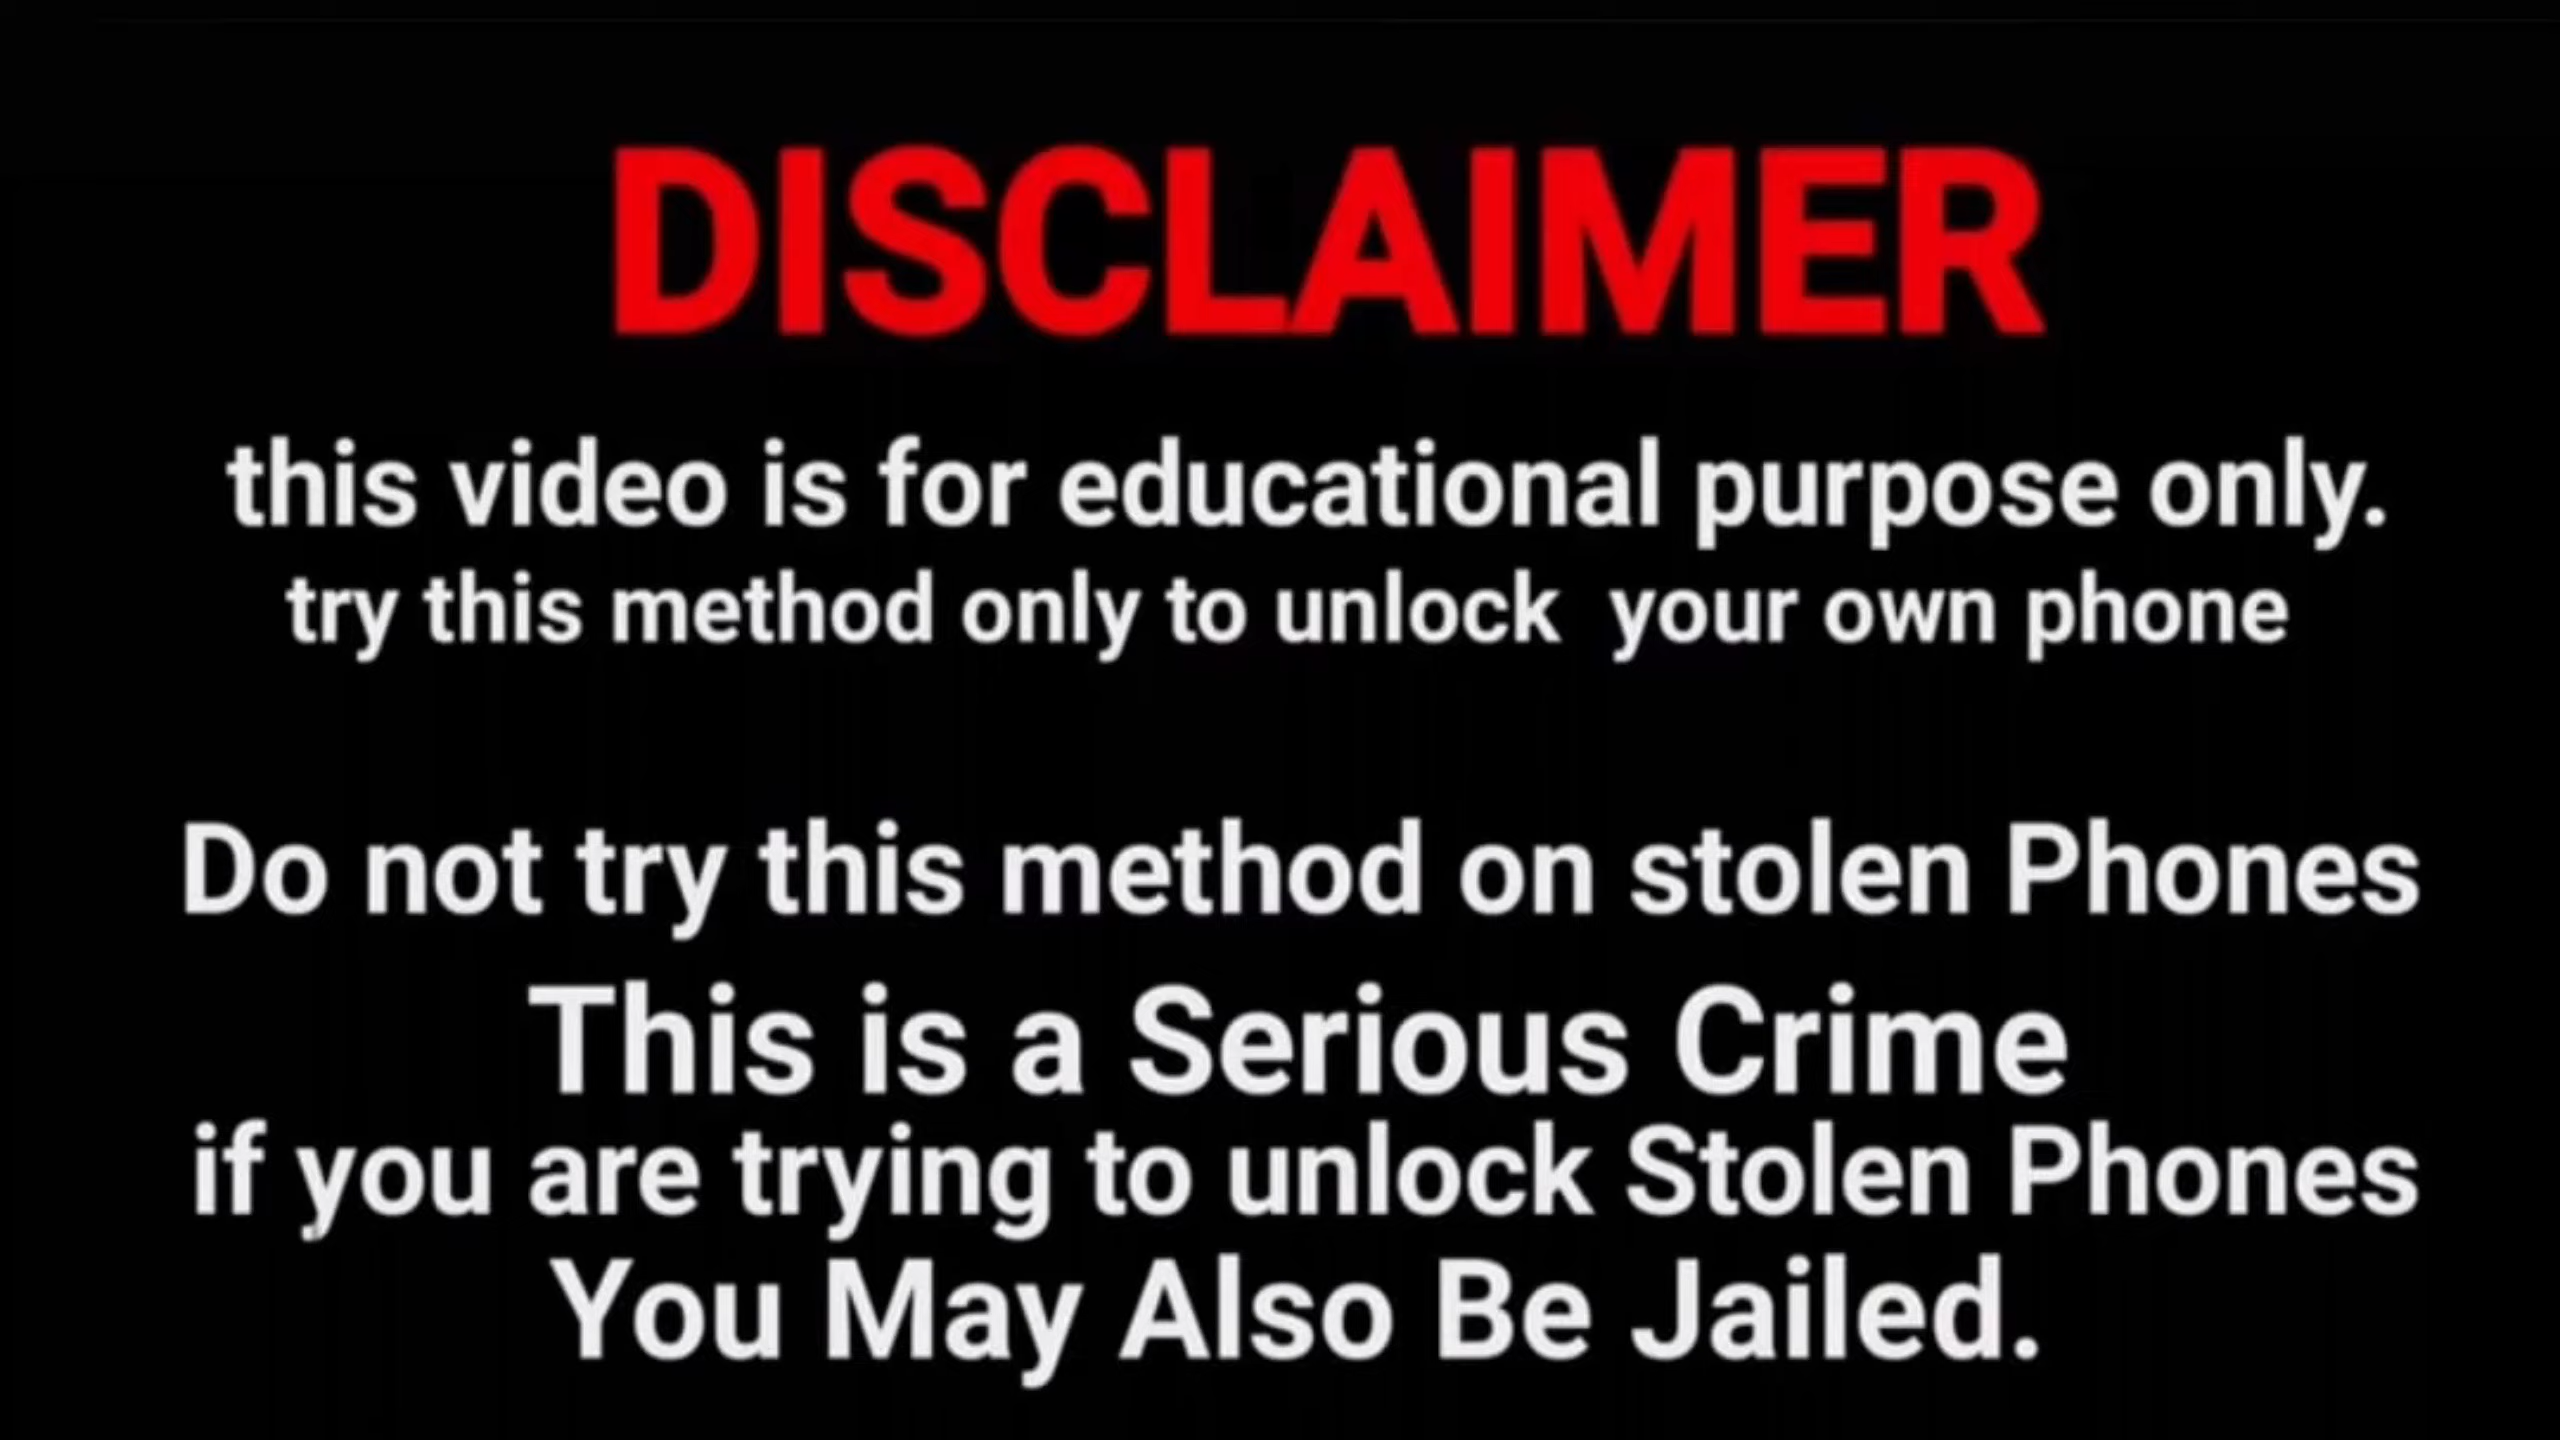 DISCLAIMER
this video is for educational purpose only.
try this method only to unlock  your own phone
Do not try this method on stolen Phones
This is a Serious Crime
if you are trying to unlock Stolen Phones
You May Also Be Jailed.